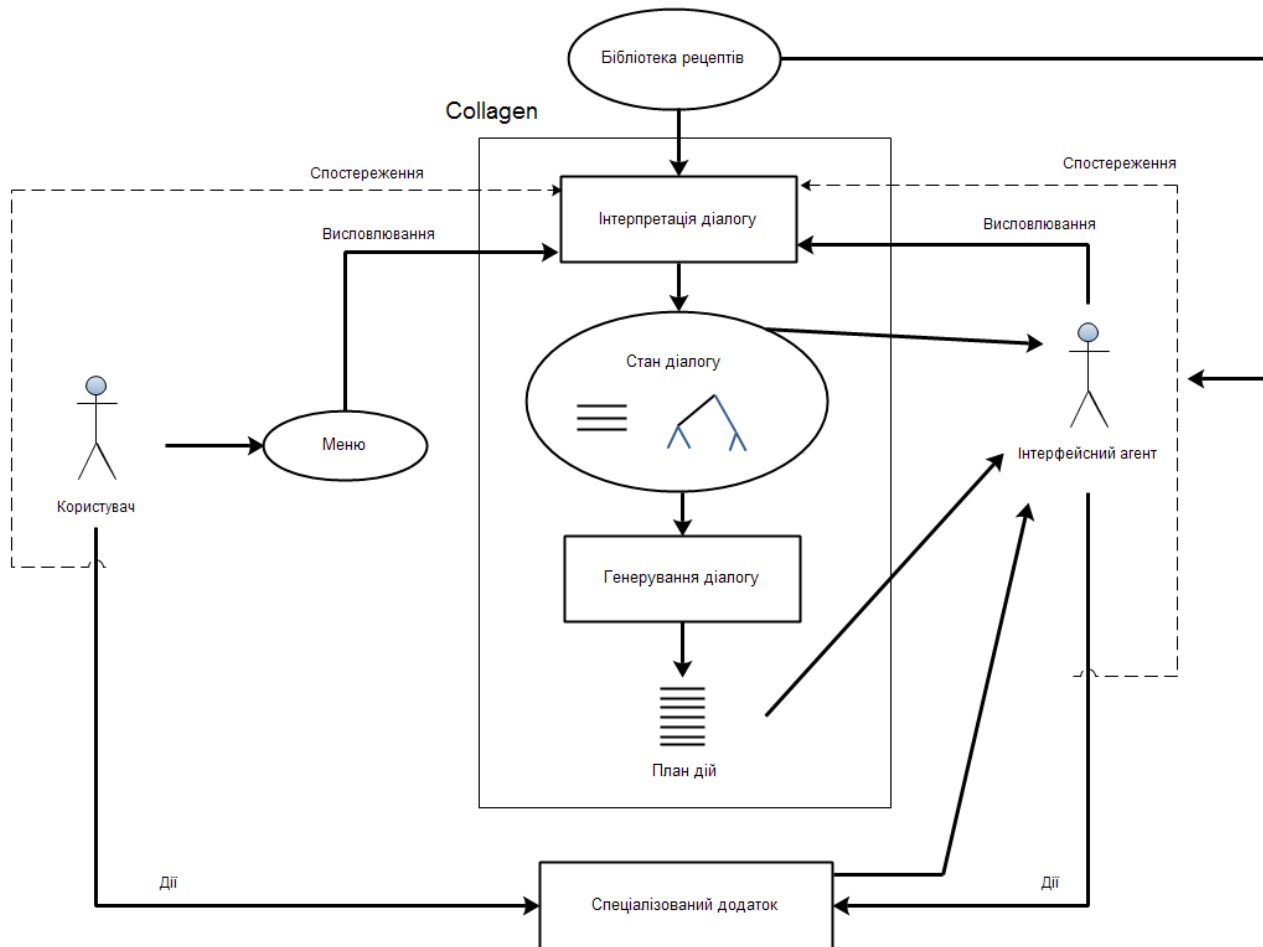 Бібліотека рецептів
Collagen
Спостереження
Спостереження
Інтерпретація діалогу
Висловлювання
Висловлювання
Стан діалогу
Меню
Інтерфейсний агент
Користувач
Генерування діалогу
План дій
Дії
Дії
Спеціалізований додаток